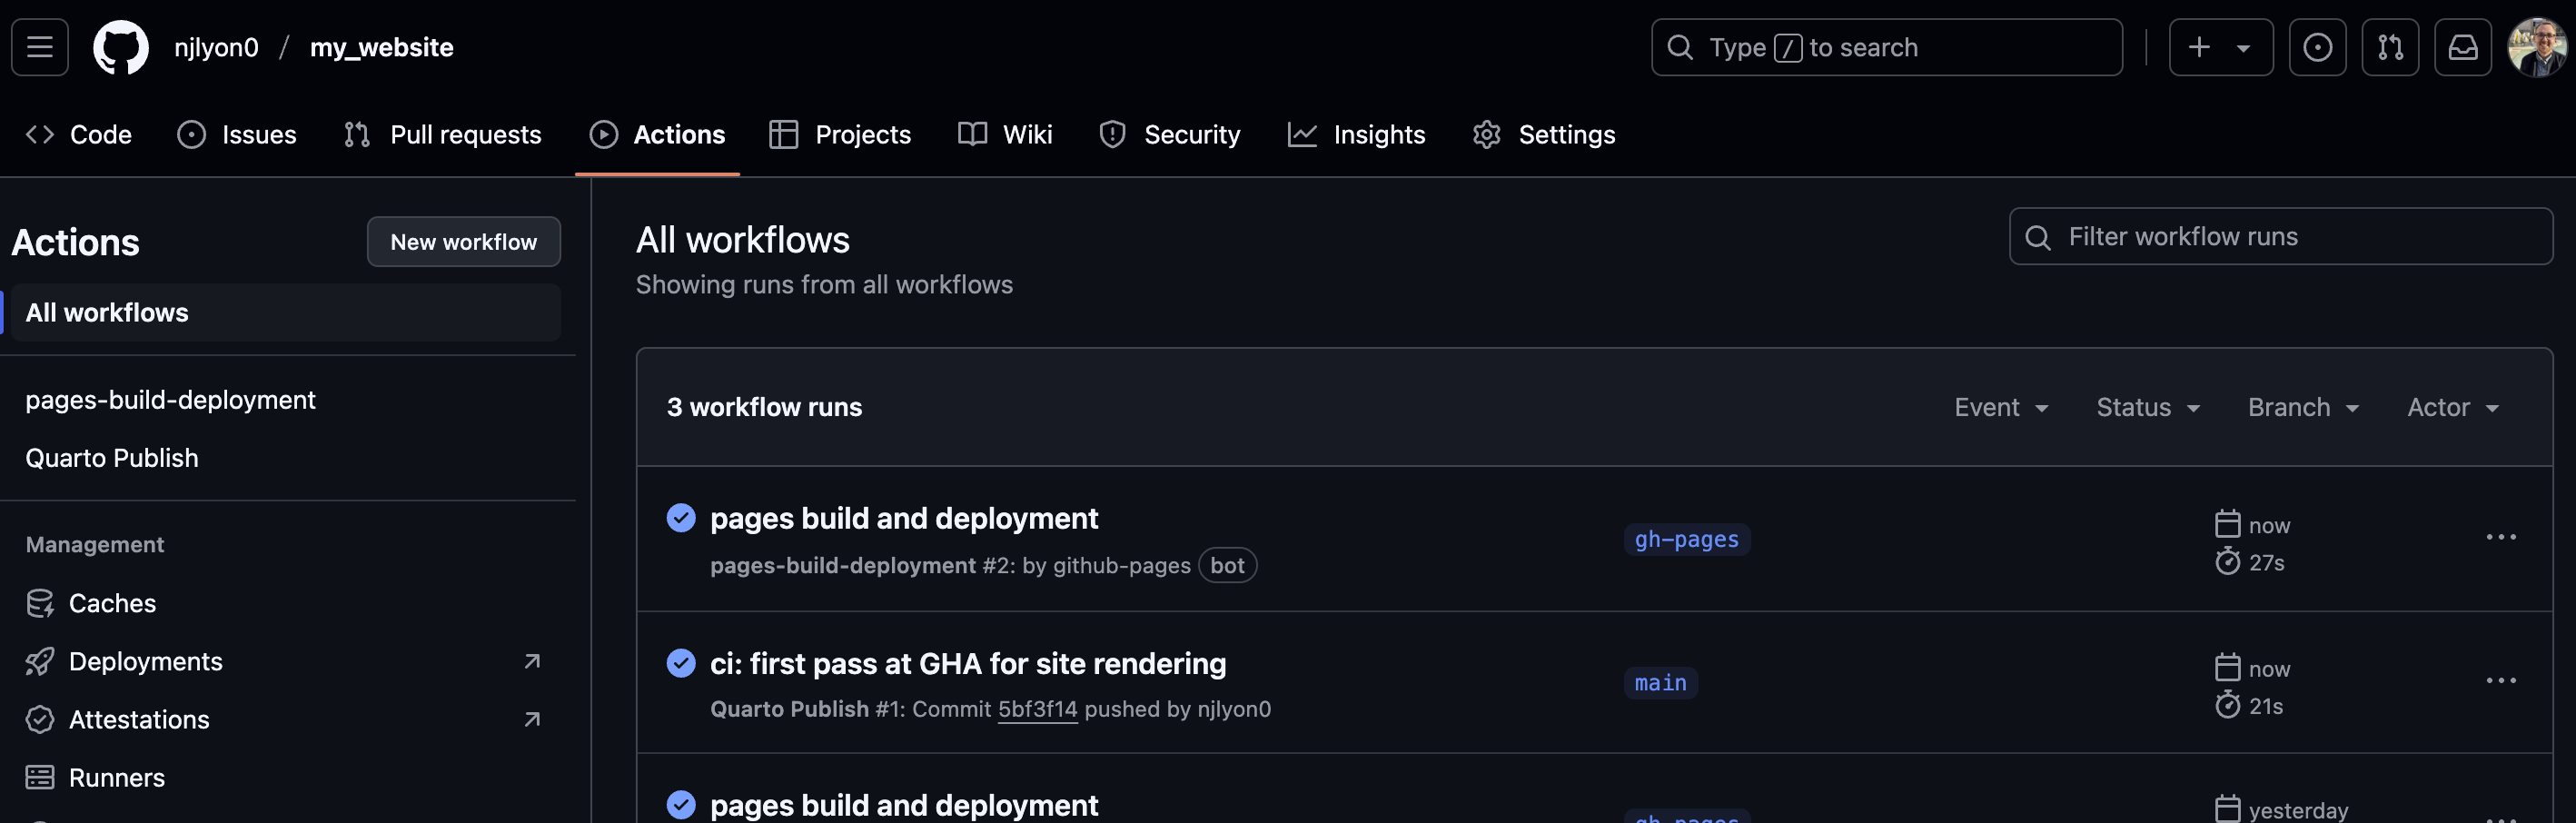 njlyon0 / my_website
Type / to search
Code Issues Pull requests Actions Projects Wiki Security Insights Settings
Actions
New workflow
All workflows
pages-build-deployment
Quarto Publish
Management
Caches
Deployments
Attestations
Runners
All workflows
Showing runs from all workflows
Filter workflow runs
3 workflow runs
Event Status Branch Actor
pages build and deployment
pages-build-deployment #2: by github-pages bot
gh-pages
now
27s
ci: first pass at GHA for site rendering
Quarto Publish #1: Commit 5bf3f14 pushed by njlyon0
main
now
21s
pages build and deployment
gh-pages
yesterday